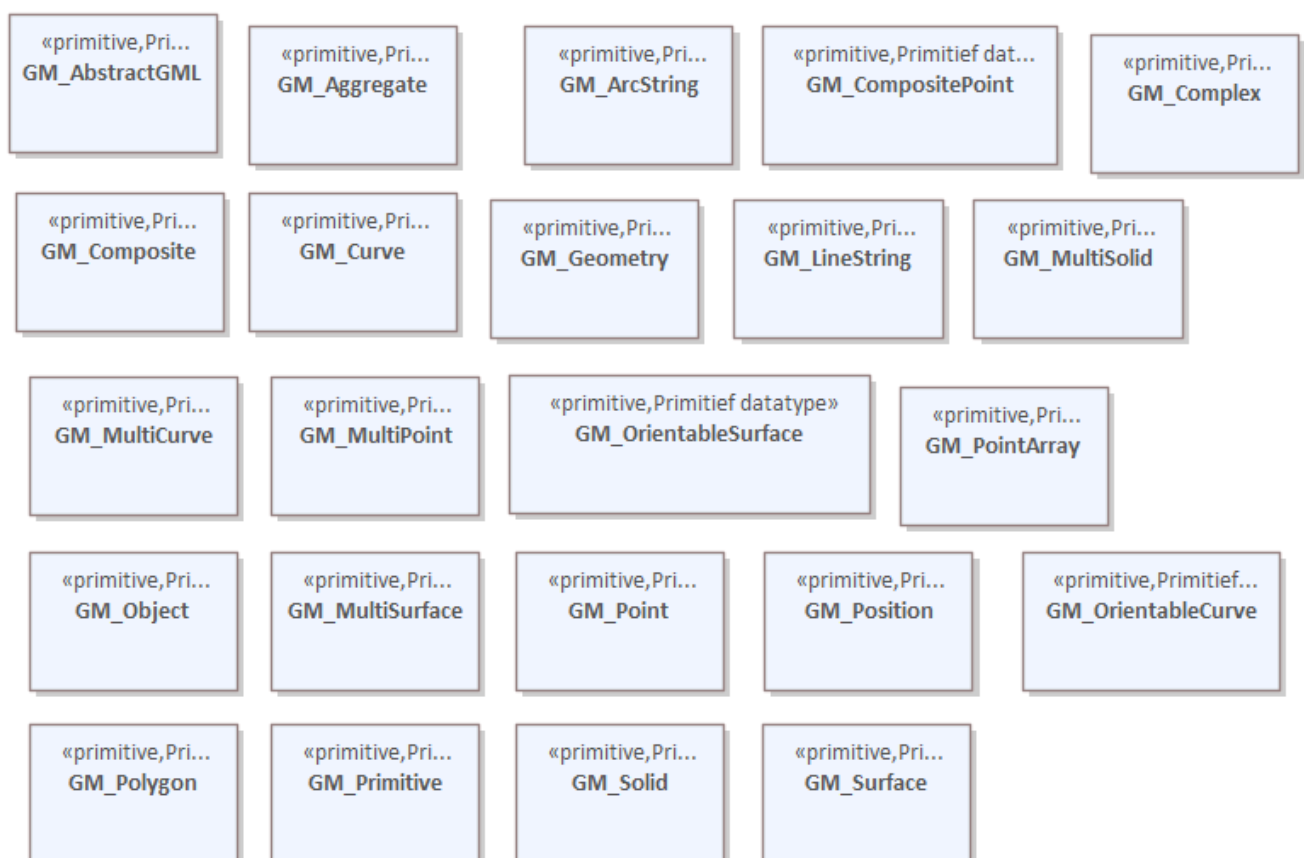 «primitive,Pri...
GM_AbstractGML
«primitive,Pri...
GM_Aggregate
«primitive,Pri...
GM_ArcString
«primitive,Primitief dat...
GM_CompositePoint
«primitive,Pri...
GM_Complex
«primitive,Pri...
GM_Composite
«primitive,Pri...
GM_Curve
«primitive,Pri...
GM_Geometry
«primitive,Pri...
GM_LineString
«primitive,Pri...
GM_MultiSolid
«primitive,Pri...
GM_MultiCurve
«primitive,Pri...
GM_MultiPoint
«primitive,Primitief datatype»
GM_OrientableSurface
«primitive,Pri...
GM_PointArray
«primitive,Pri...
GM_Object
«primitive,Pri...
GM_MultiSurface
«primitive,Pri...
GM_Point
«primitive,Pri...
GM_Position
«primitive,Primitief...
GM_OrientableCurve
«primitive,Pri...
GM_Polygon
«primitive,Pri...
GM_Primitive
«primitive,Pri...
GM_Solid
«primitive,Pri...
GM_Surface